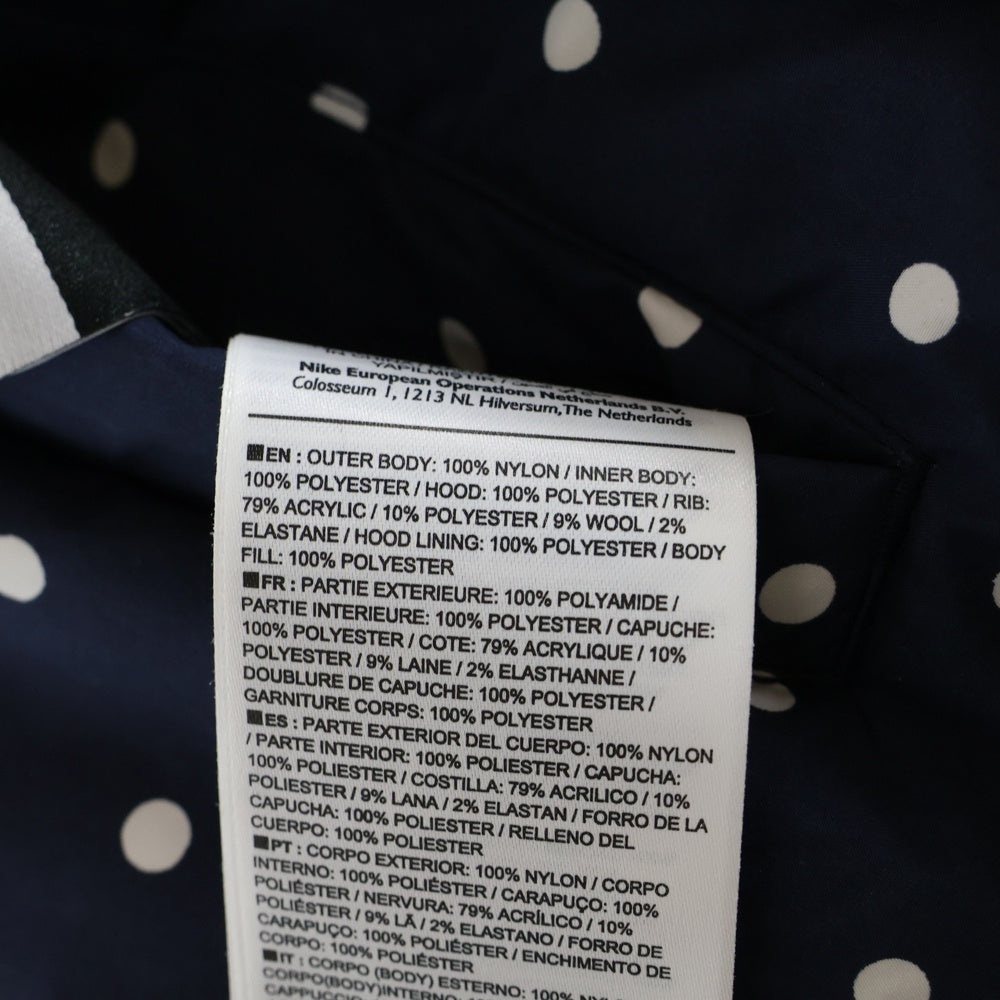 YAPILMIŞTIR /
Nike European Operations Netherlands B.V.
Colosseum 1, 1213 NL Hilversum, The Netherlands
EN : OUTER BODY: 100% NYLON / INNER BODY:
100% POLYESTER / HOOD: 100% POLYESTER / RIB:
79% ACRYLIC / 10% POLYESTER / 9% WOOL / 2%
ELASTANE / HOOD LINING: 100% POLYESTER / BODY
FILL: 100% POLYESTER
FR : PARTIE EXTERIEURE: 100% POLYAMIDE /
PARTIE INTERIEURE: 100% POLYESTER / CAPUCHE:
100% POLYESTER / COTE: 79% ACRYLIQUE / 10%
POLYESTER / 9% LAINE / 2% ELASTHANNE /
DOUBLURE DE CAPUCHE: 100% POLYESTER /
GARNITURE CORPS: 100% POLYESTER
ES : PARTE EXTERIOR DEL CUERPO: 100% NYLON
/ PARTE INTERIOR: 100% POLIESTER / CAPUCHA:
100% POLIESTER / COSTILLA: 79% ACRILICO / 10%
POLIESTER / 9% LANA / 2% ELASTAN / FORRO DE LA
CAPUCHA: 100% POLIESTER / RELLENO DEL
CUERPO: 100% POLIESTER
PT : CORPO EXTERIOR: 100% NYLON / CORPO
INTERNO: 100% POLIÉSTER / CARAPUÇO: 100%
POLIÉSTER / NERVURA: 79% ACRÍLICO / 10%
POLIÉSTER / 9% LÃ / 2% ELASTANO / FORRO DE
CARAPUÇO: 100% POLIÉSTER / ENCHIMENTO DE
CORPO: 100% POLIÉSTER
IT : CORPO (BODY) ESTERNO: 100% NYLON /
CORPO(BODY)INTERNO: 100%
CAPPUCCIO